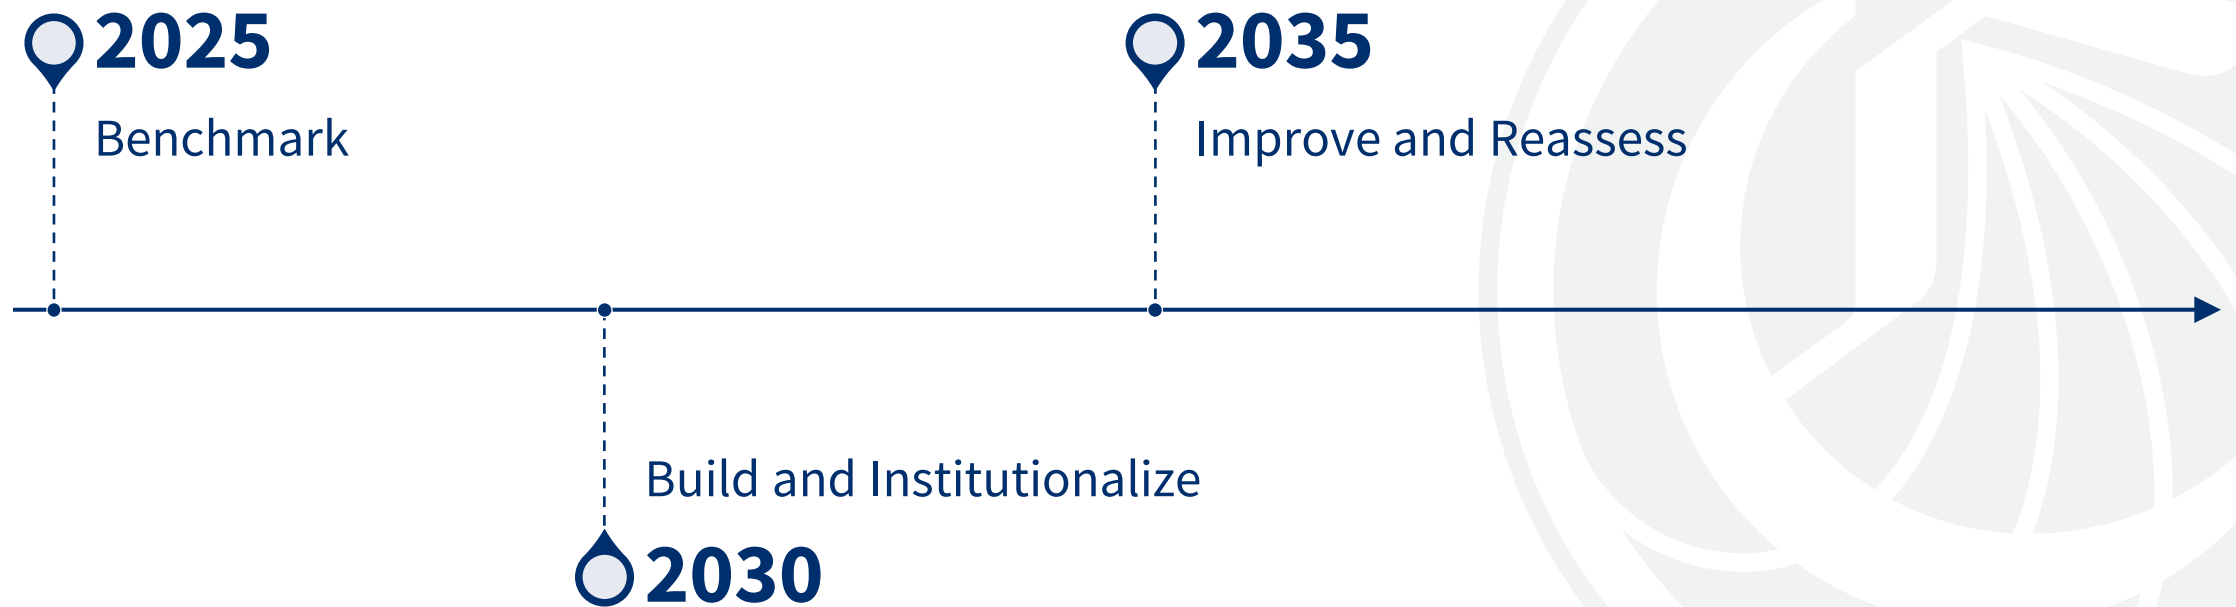 2025
Benchmark
2035
Improve and Reassess
Build and Institutionalize
2030